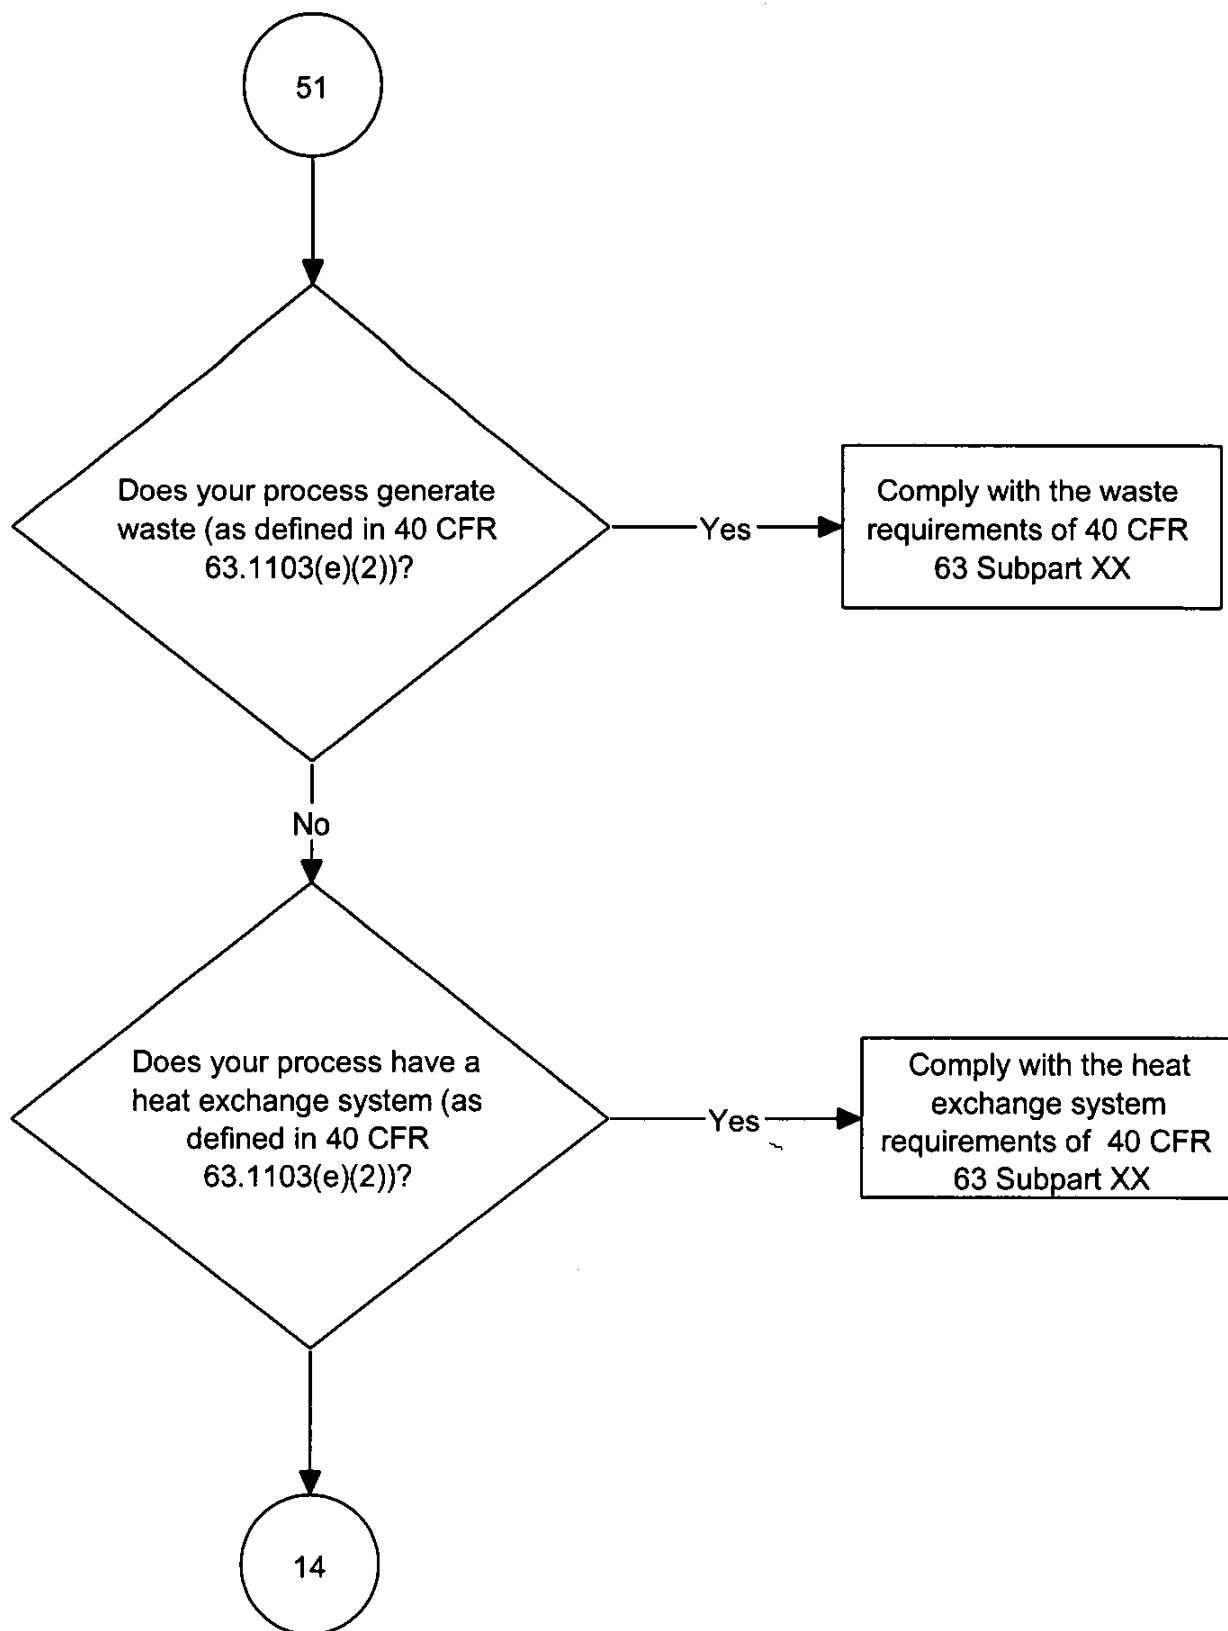 51
Does your process generate
waste (as defined in 40 CFR
63.1103(e)(2))?
Yes
Comply with the waste
requirements of 40 CFR
63 Subpart XX
No
Does your process have a
heat exchange system (as
defined in 40 CFR
63.1103(e)(2))?
Yes
Comply with the heat
exchange system
requirements of 40 CFR
63 Subpart XX
14